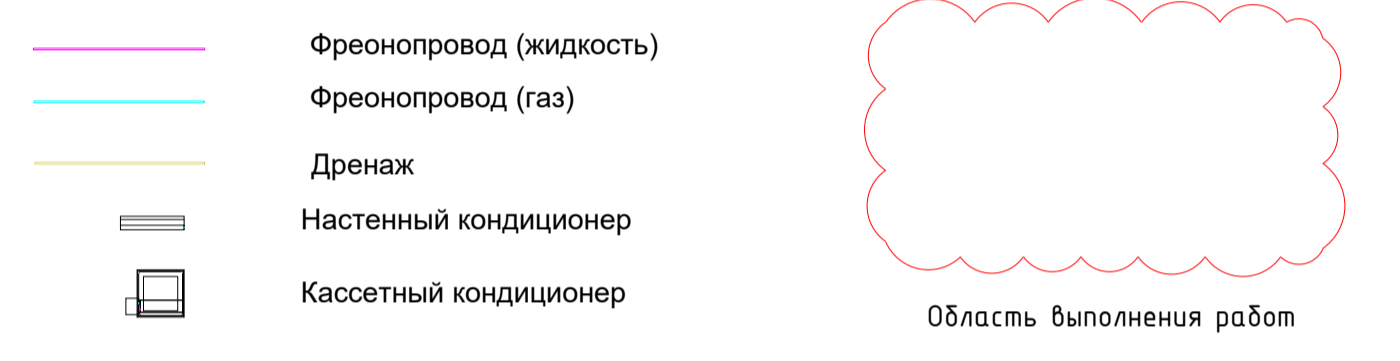 Фреонопровод (жидкость)
Фреонопровод (газ)
Дренаж
Настенный кондиционер
Кассетный кондиционер
Область выполнения работ